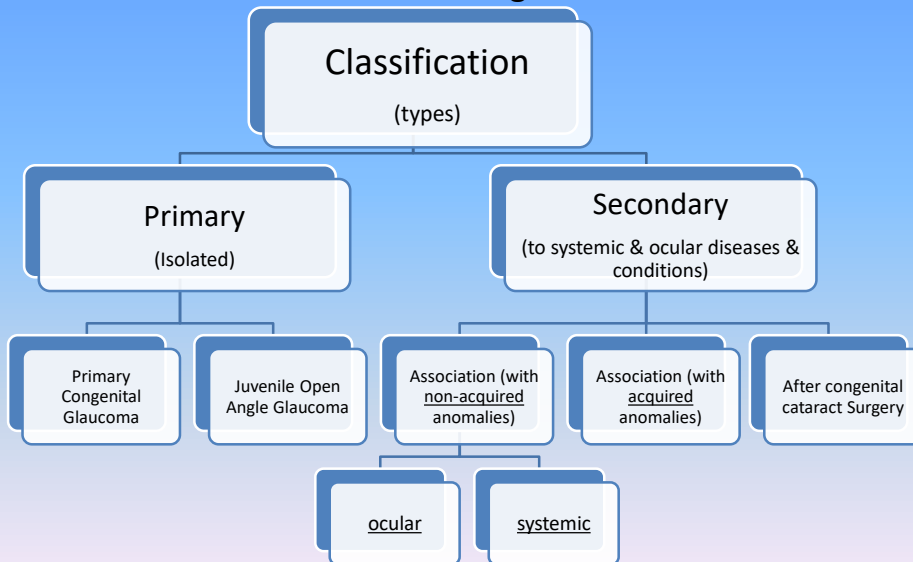 Classification
(types)
Primary
(Isolated)
Secondary
(to systemic & ocular diseases &
conditions)
Primary
Congenital
Glaucoma
Juvenile Open
Angle Glaucoma
Association (with
non-acquired
anomalies)
Association (with
acquired
anomalies)
After congenital
cataract Surgery
ocular
systemic